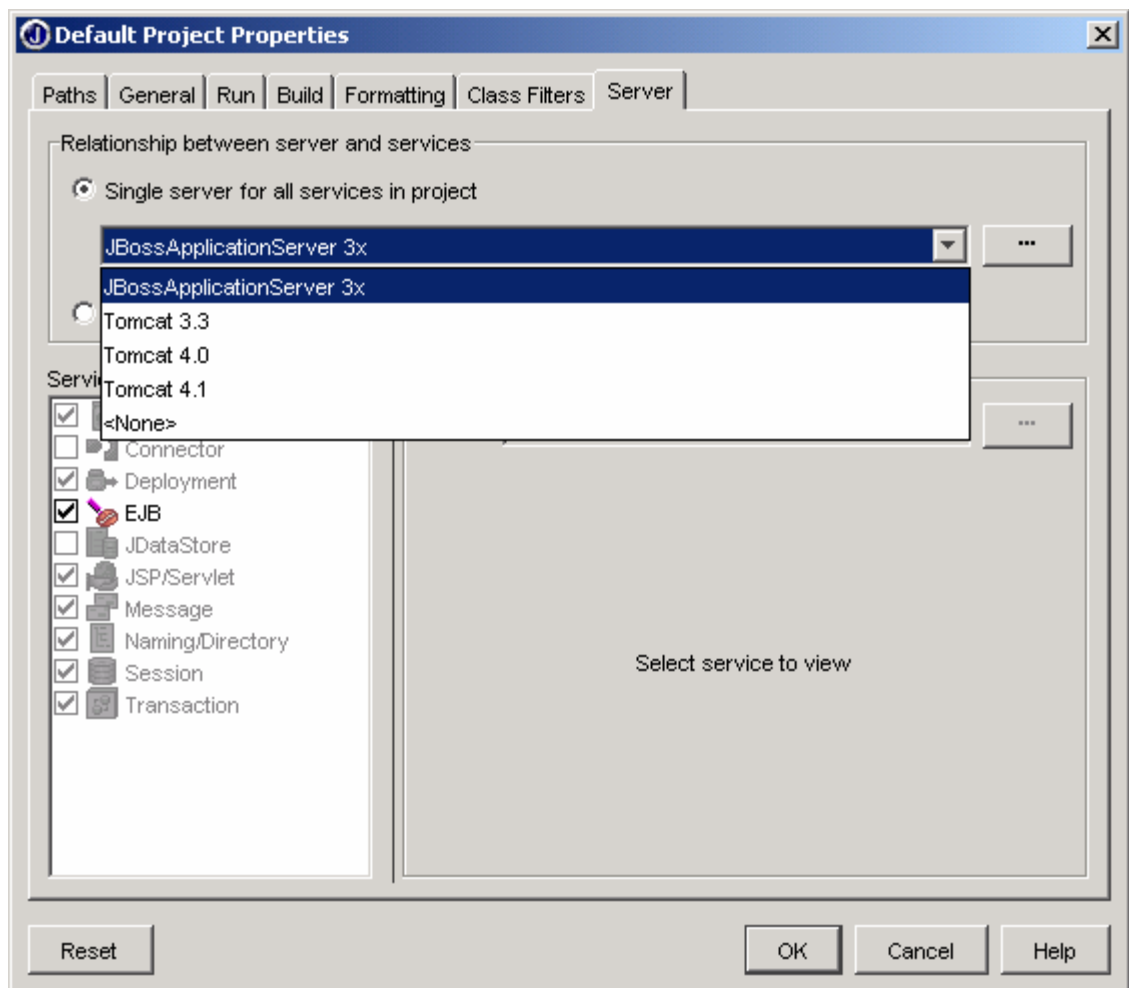 Default Project Properties
Paths General Run Build Formatting Class Filters Server
Relationship between server and services
Single server for all services in project
JBossApplicationServer 3x
...
JBossApplicationServer 3x
Tomcat 3.3
Tomcat 4.0
Tomcat 4.1
<None>
...
Connector
Deployment
EJB
JDataStore
JSP/Servlet
Message
Naming/Directory
Session
Transaction
Select service to view
Reset OK Cancel Help